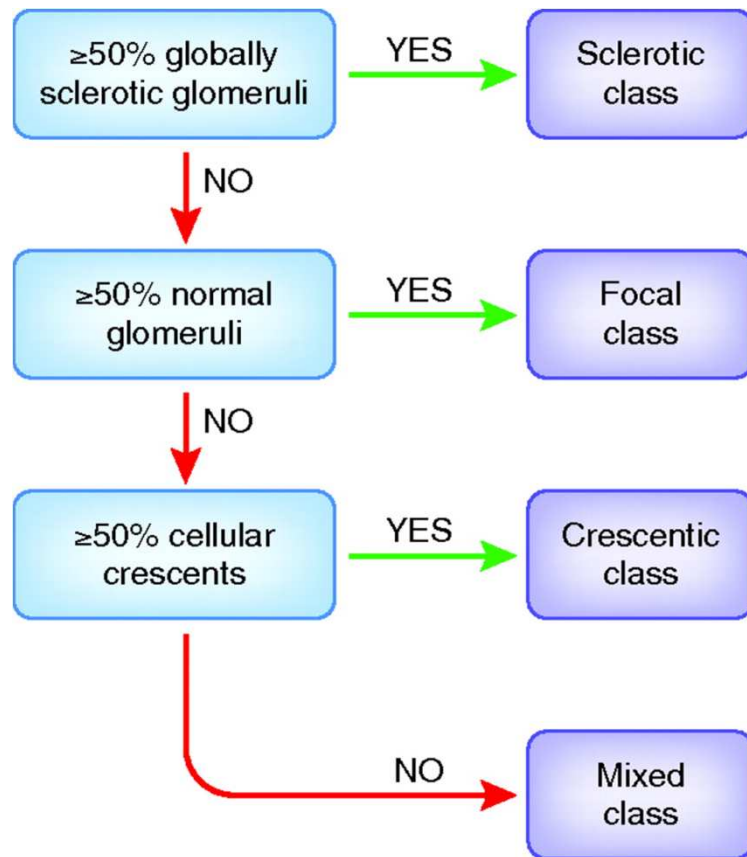 ≥50% globally
sclerotic glomeruli
YES
Sclerotic
class
NO
≥50% normal
glomeruli
YES
Focal
class
NO
≥50% cellular
crescents
YES
Crescentic
class
NO
Mixed
class